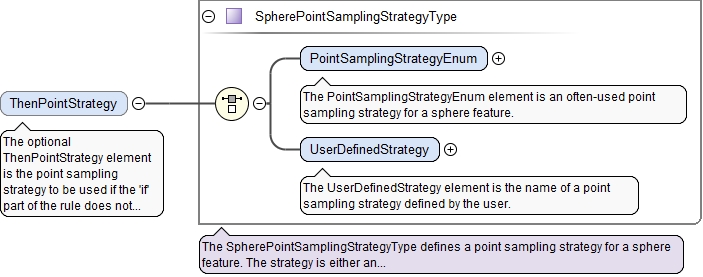 SpherePointSamplingStrategyType
PointSamplingStrategyEnum
The PointSamplingStrategyEnum element is an often-used point
sampling strategy for a sphere feature.
ThenPointStrategy
The optional
ThenPointStrategy element
is the point sampling
strategy to be used if the 'if'
part of the rule does not...
UserDefinedStrategy
The UserDefinedStrategy element is the name of a point
sampling strategy defined by the user.
The SpherePointSamplingStrategyType defines a point sampling strategy for a sphere
feature. The strategy is either an...